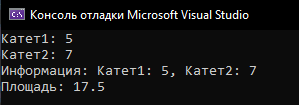 Консоль отладки Microsoft Visual Studio
Катет1: 5
Катет2: 7
Информация: Катет1: 5, Катет2: 7
Площадь: 17.5